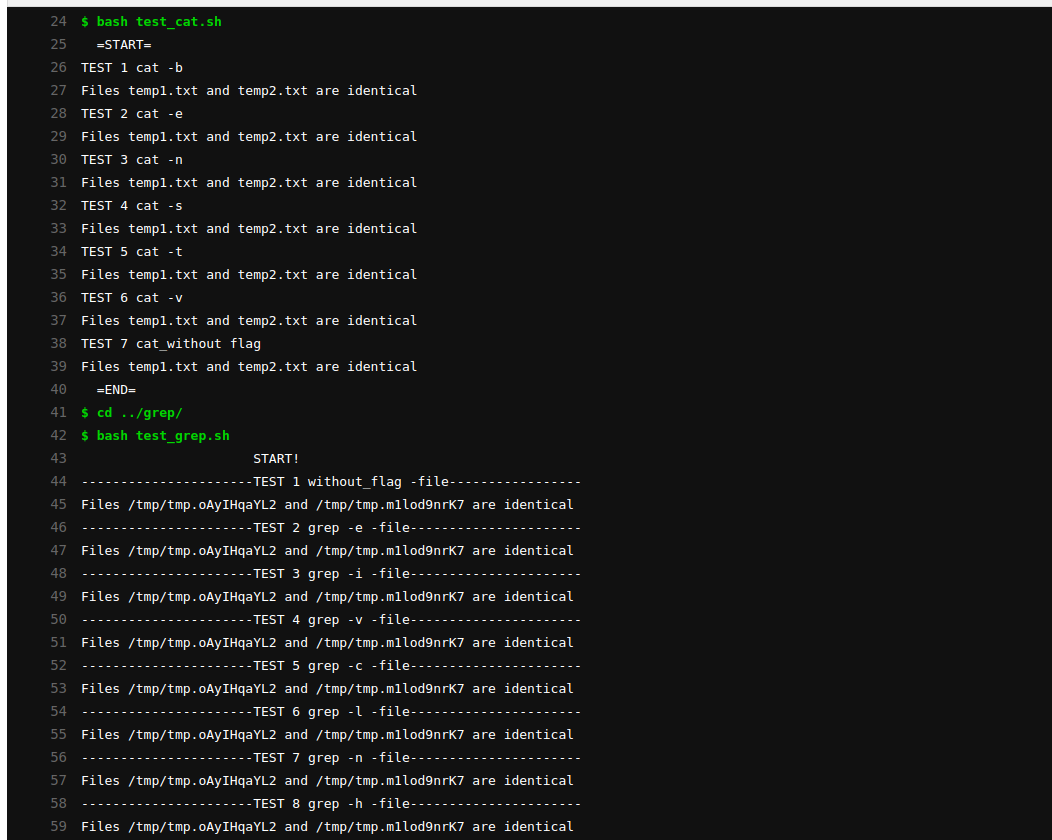 24 $ bash test_cat.sh
25   =START=
26 TEST 1 cat -b
27 Files temp1.txt and temp2.txt are identical
28 TEST 2 cat -e
29 Files temp1.txt and temp2.txt are identical
30 TEST 3 cat -n
31 Files temp1.txt and temp2.txt are identical
32 TEST 4 cat -s
33 Files temp1.txt and temp2.txt are identical
34 TEST 5 cat -t
35 Files temp1.txt and temp2.txt are identical
36 TEST 6 cat -v
37 Files temp1.txt and temp2.txt are identical
38 TEST 7 cat_without flag
39 Files temp1.txt and temp2.txt are identical
40   =END=
41 $ cd ../grep/
42 $ bash test_grep.sh
43                       START!
44 ----------------------TEST 1 without_flag -file-----------------
45 Files /tmp/tmp.oAyIHqaYL2 and /tmp/tmp.m1lod9nrK7 are identical
46 ----------------------TEST 2 grep -e -file----------------------
47 Files /tmp/tmp.oAyIHqaYL2 and /tmp/tmp.m1lod9nrK7 are identical
48 ----------------------TEST 3 grep -i -file----------------------
49 Files /tmp/tmp.oAyIHqaYL2 and /tmp/tmp.m1lod9nrK7 are identical
50 ----------------------TEST 4 grep -v -file----------------------
51 Files /tmp/tmp.oAyIHqaYL2 and /tmp/tmp.m1lod9nrK7 are identical
52 ----------------------TEST 5 grep -c -file----------------------
53 Files /tmp/tmp.oAyIHqaYL2 and /tmp/tmp.m1lod9nrK7 are identical
54 ----------------------TEST 6 grep -l -file----------------------
55 Files /tmp/tmp.oAyIHqaYL2 and /tmp/tmp.m1lod9nrK7 are identical
56 ----------------------TEST 7 grep -n -file----------------------
57 Files /tmp/tmp.oAyIHqaYL2 and /tmp/tmp.m1lod9nrK7 are identical
58 ----------------------TEST 8 grep -h -file----------------------
59 Files /tmp/tmp.oAyIHqaYL2 and /tmp/tmp.m1lod9nrK7 are identical